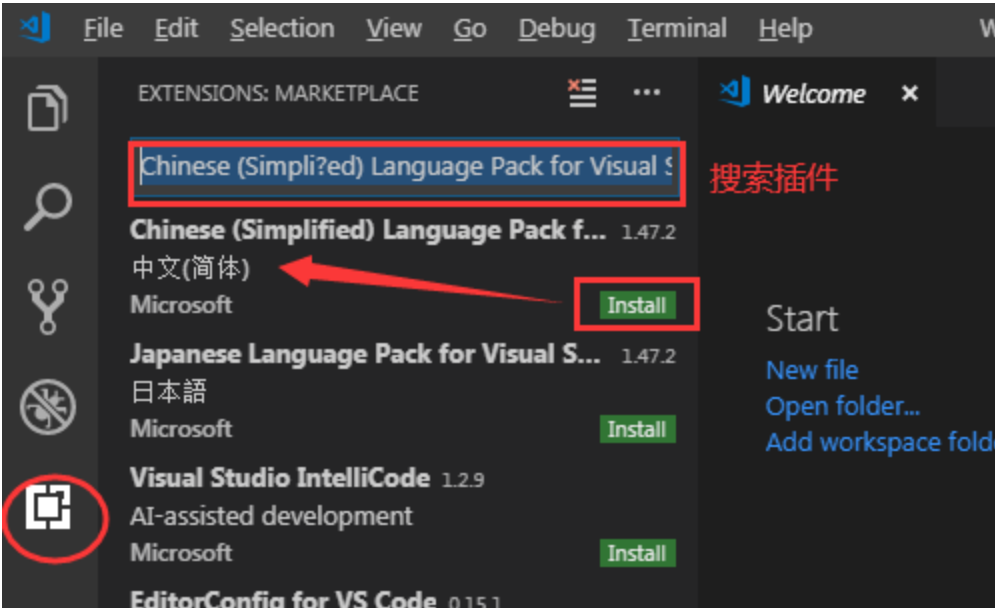 File Edit Selection View Go Debug Terminal Help
EXTENSIONS: MARKETPLACE ...
Welcome ×
Chinese (Simpli?ed) Language Pack for Visual S
搜索插件
Chinese (Simplified) Language Pack f... 1.47.2
中文(简体)
Microsoft Install
Japanese Language Pack for Visual S... 1.47.2
日本語
Microsoft Install
Visual Studio IntelliCode 1.2.9
AI-assisted development
Microsoft Install
EditorConfig for VS Code 0.15.1
Start
New file
Open folder...
Add workspace fold